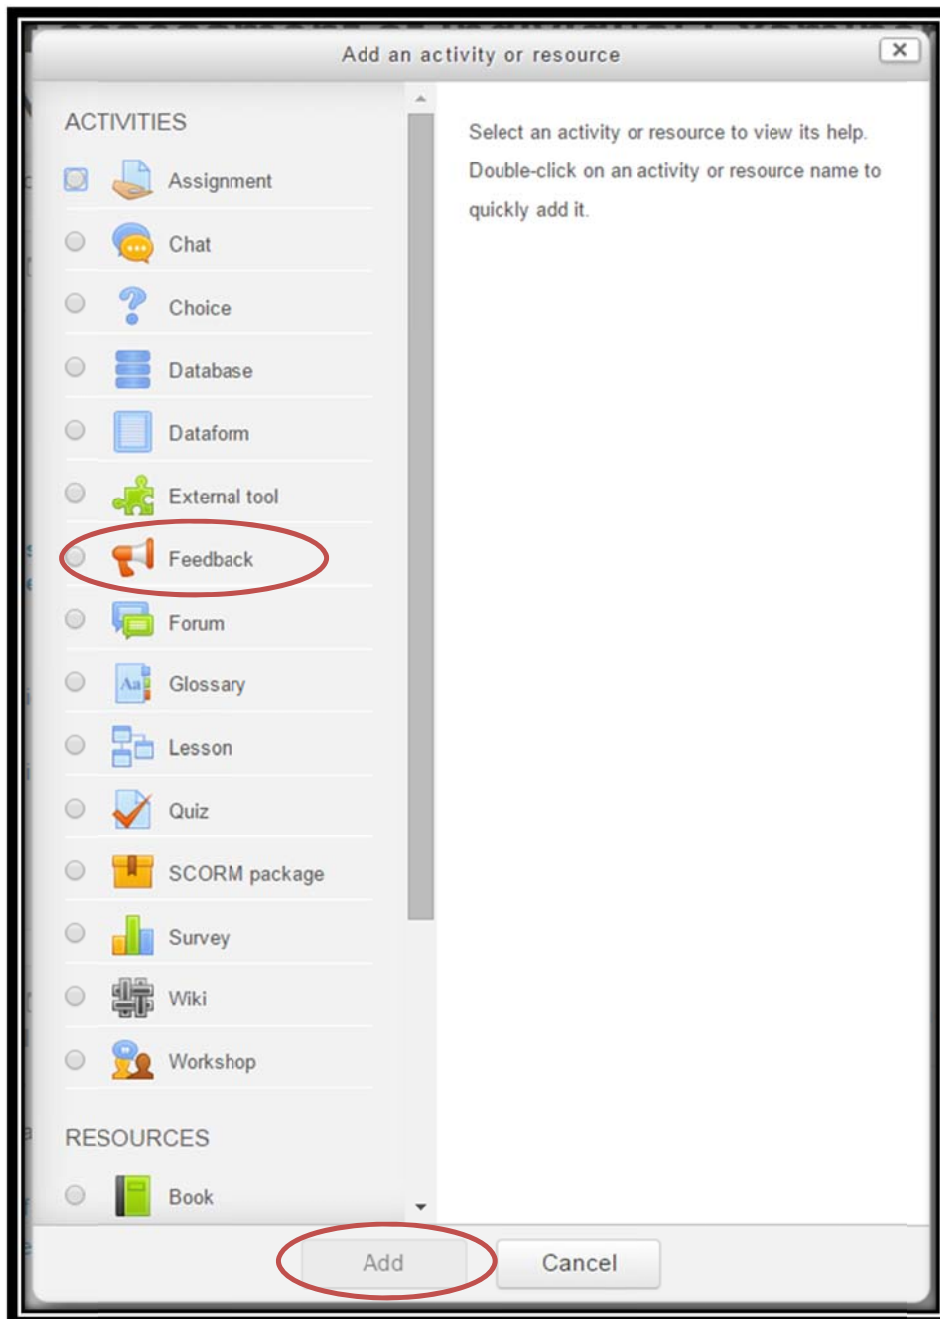 Add an activity or resource
ACTIVITIES
Assignment
Chat
Choice
Database
Dataform
External tool
Feedback
Forum
Aa
Glossary
Lesson
Quiz
SCORM package
Survey
Wiki
Workshop
RESOURCES
Book
Select an activity or resource to view its help.
Double-click on an activity or resource name to
quickly add it.
Add
Cancel